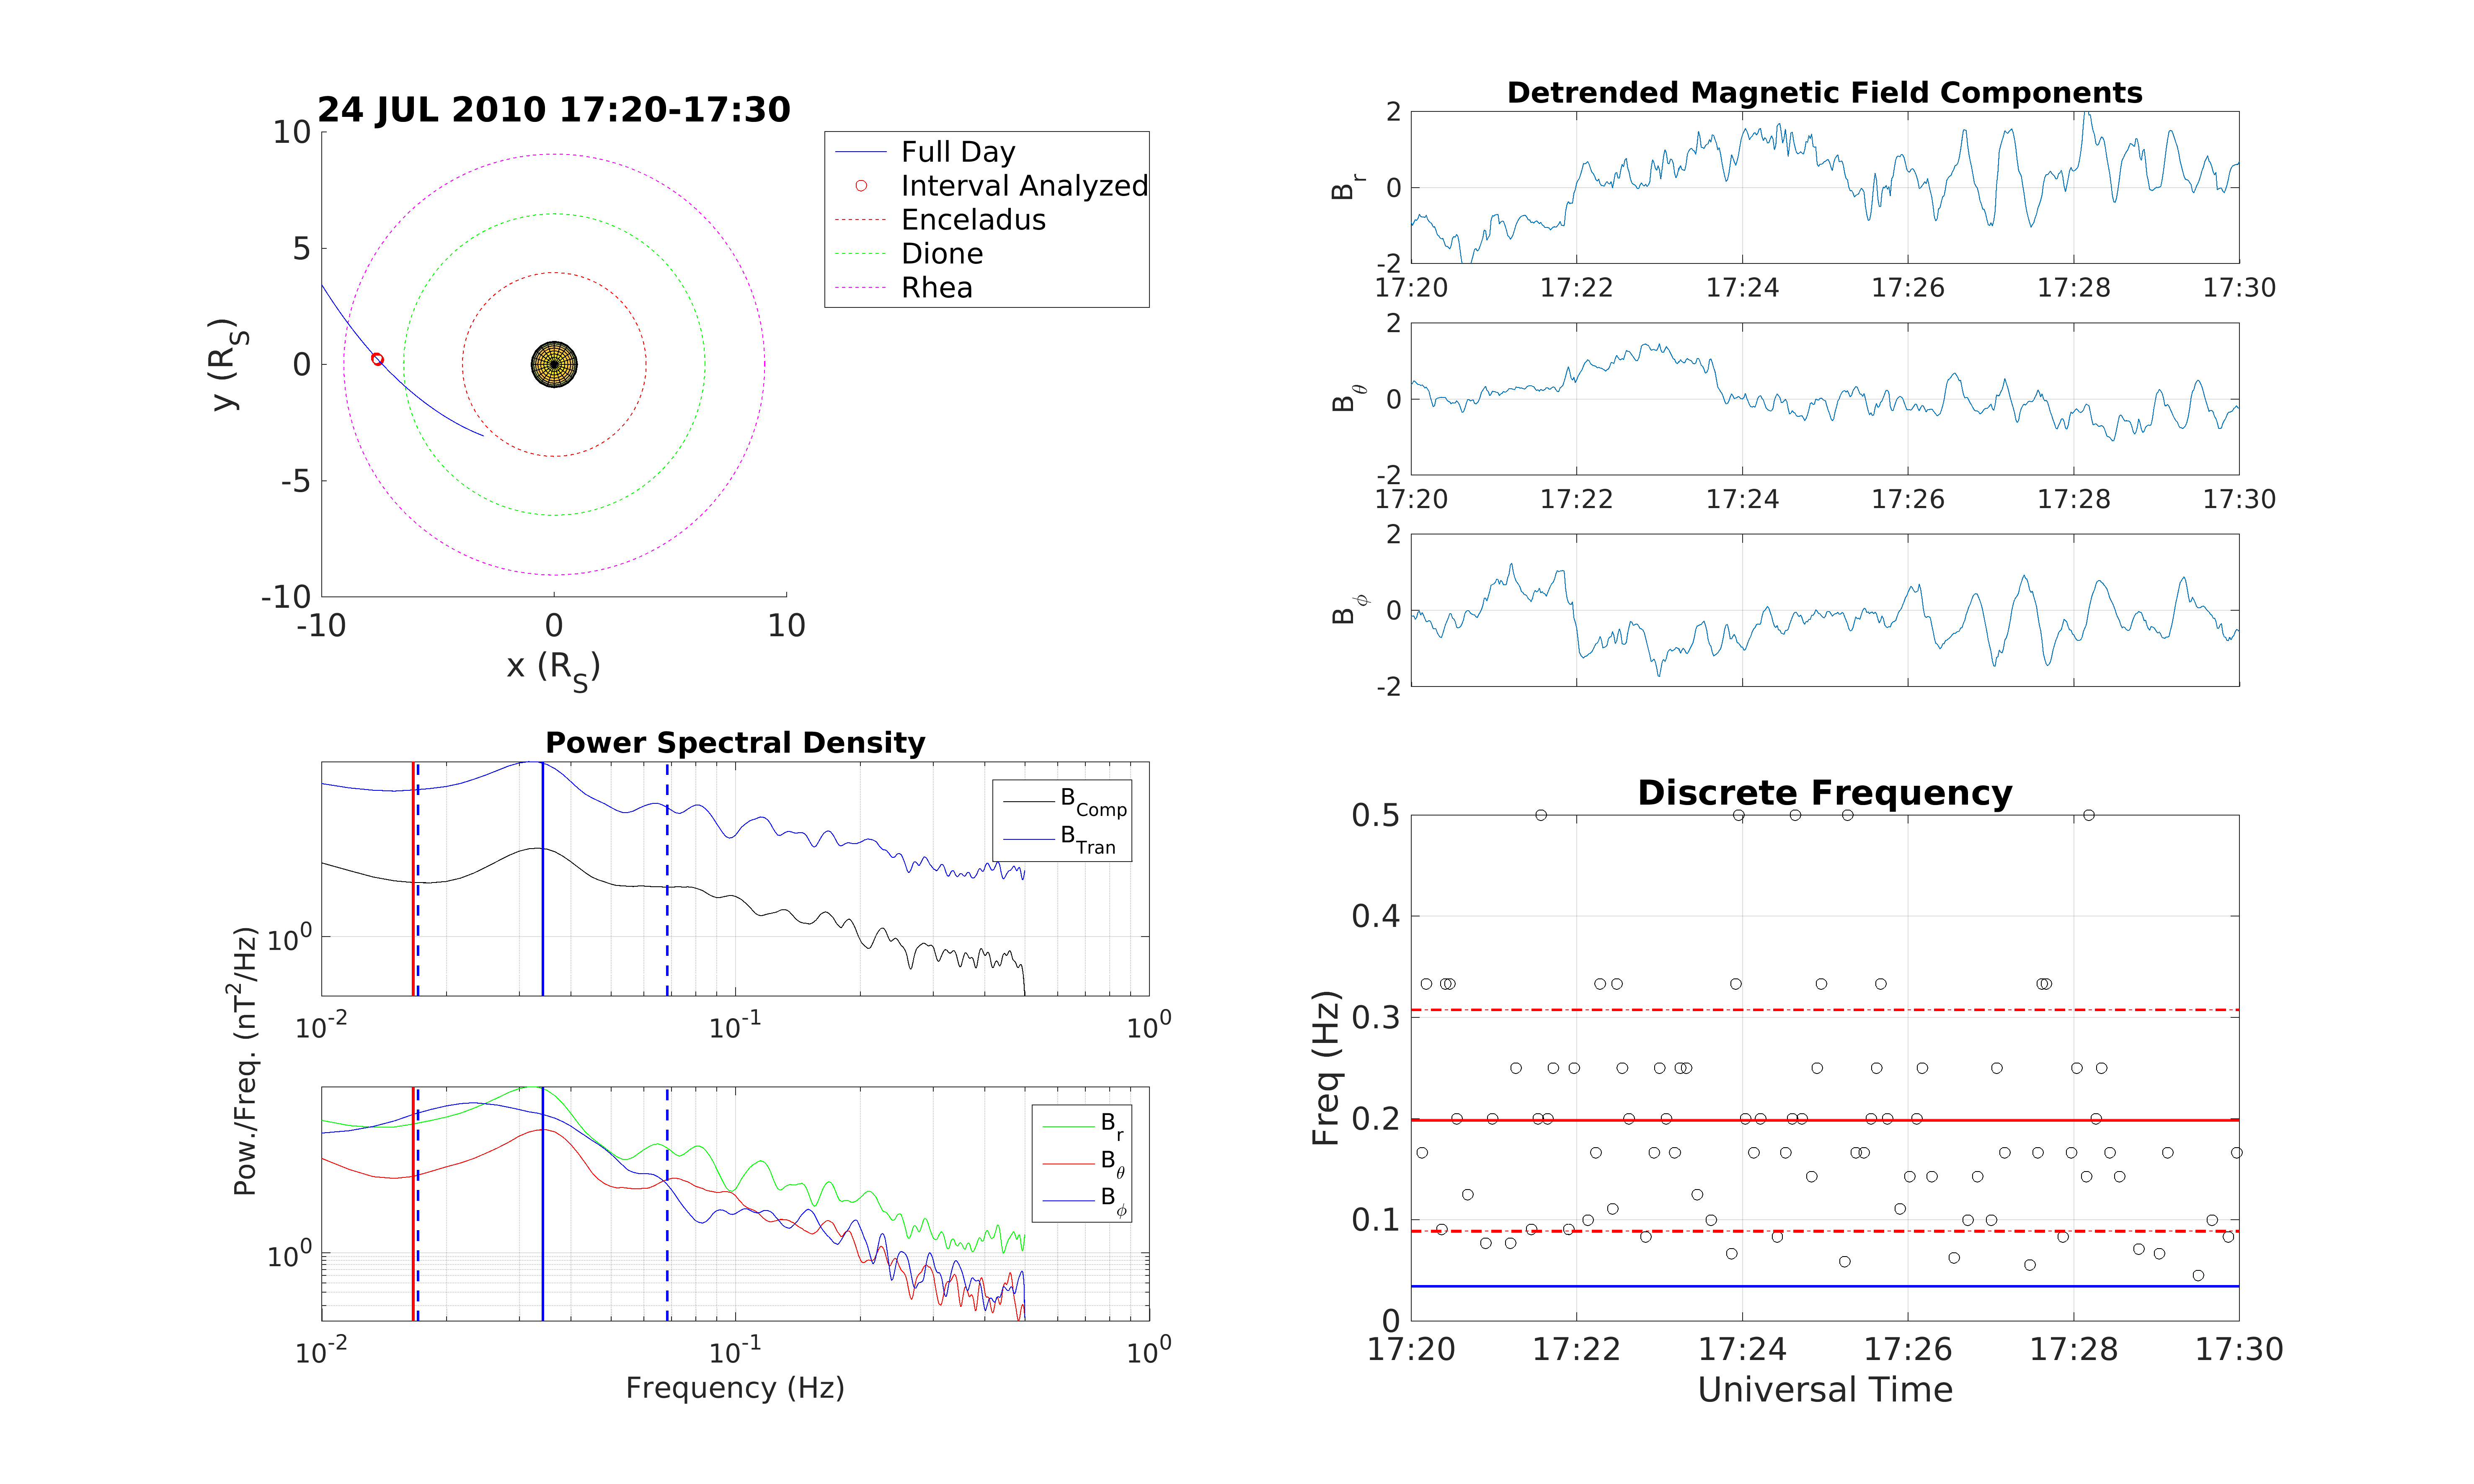 24 JUL 2010 17:20-17:30
10
5
0
-5
-10
y (R_S)
-10 0 10
x (R_S)
Full Day
Interval Analyzed
Enceladus
Dione
Rhea
Detrended Magnetic Field Components
2
0
-2
B_r
17:20 17:22 17:24 17:26 17:28 17:30
2
0
-2
B_θ
17:20 17:22 17:24 17:26 17:28 17:30
2
0
-2
B_ϕ
Power Spectral Density
B_Comp
B_Tran
10^0
10^-2 10^-1 10^0
Pow./Freq. (nT^2/Hz)
B_r
B_θ
B_ϕ
10^0
10^-2 10^-1 10^0
Frequency (Hz)
Discrete Frequency
0.5
0.4
0.3
0.2
0.1
0
Freq (Hz)
17:20 17:22 17:24 17:26 17:28 17:30
Universal Time